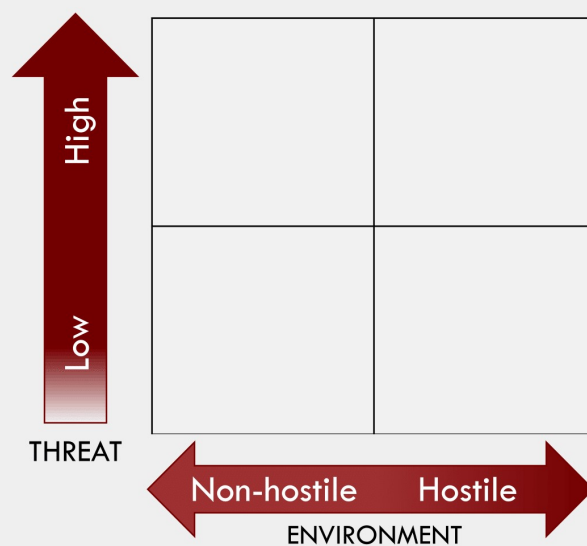 High
Low
THREAT
Non-hostile Hostile
ENVIRONMENT